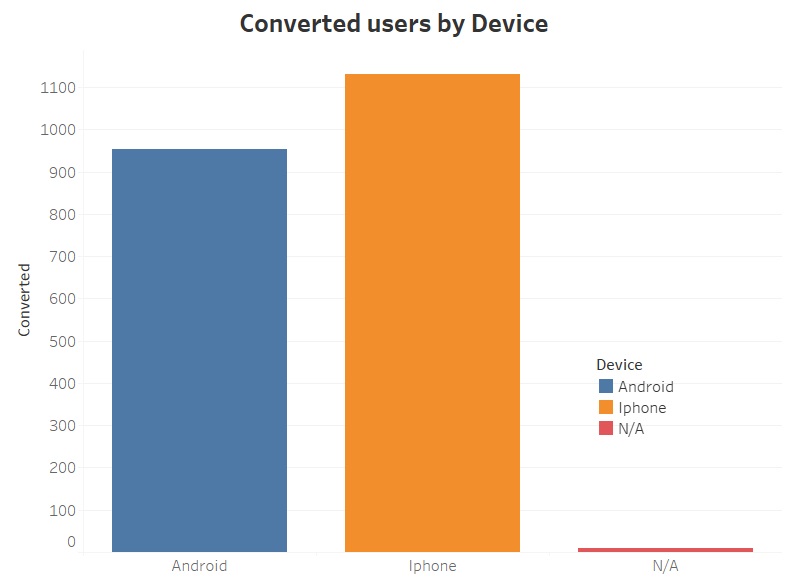 Converted users by Device
Converted
1100
1000
900
800
700
600
500
400
300
200
100
0
Device
Android
Iphone
N/A
Android
Iphone
N/A